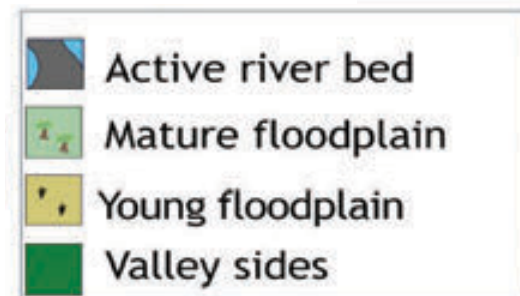 Active river bed
Mature floodplain
Young floodplain
Valley sides